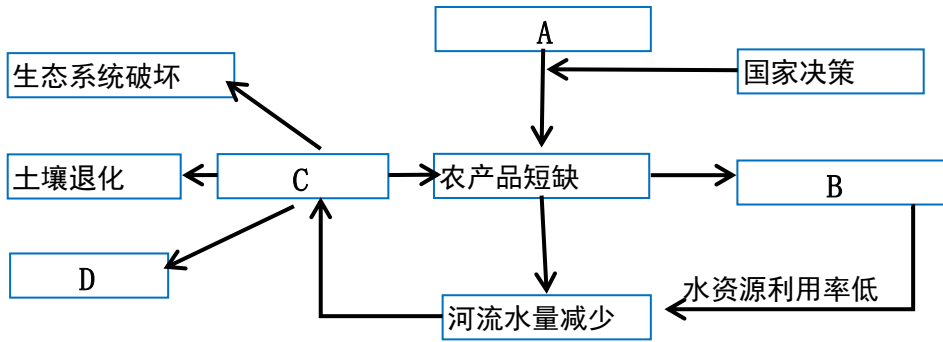 A
生态系统破坏
国家决策
土壤退化
C
农产品短缺
B
D
水资源利用率低
河流水量减少